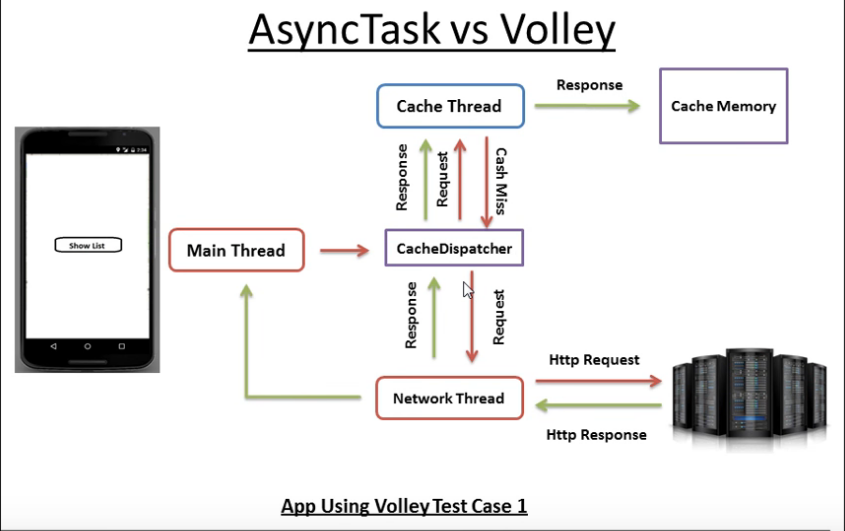 AsyncTask vs Volley
Response
Cache Thread
Cache Memory
Response
Request
Cash Miss
Show List
Main Thread
CacheDispatcher
Response
Request
Http Request
Network Thread
Http Response
App Using Volley Test Case 1